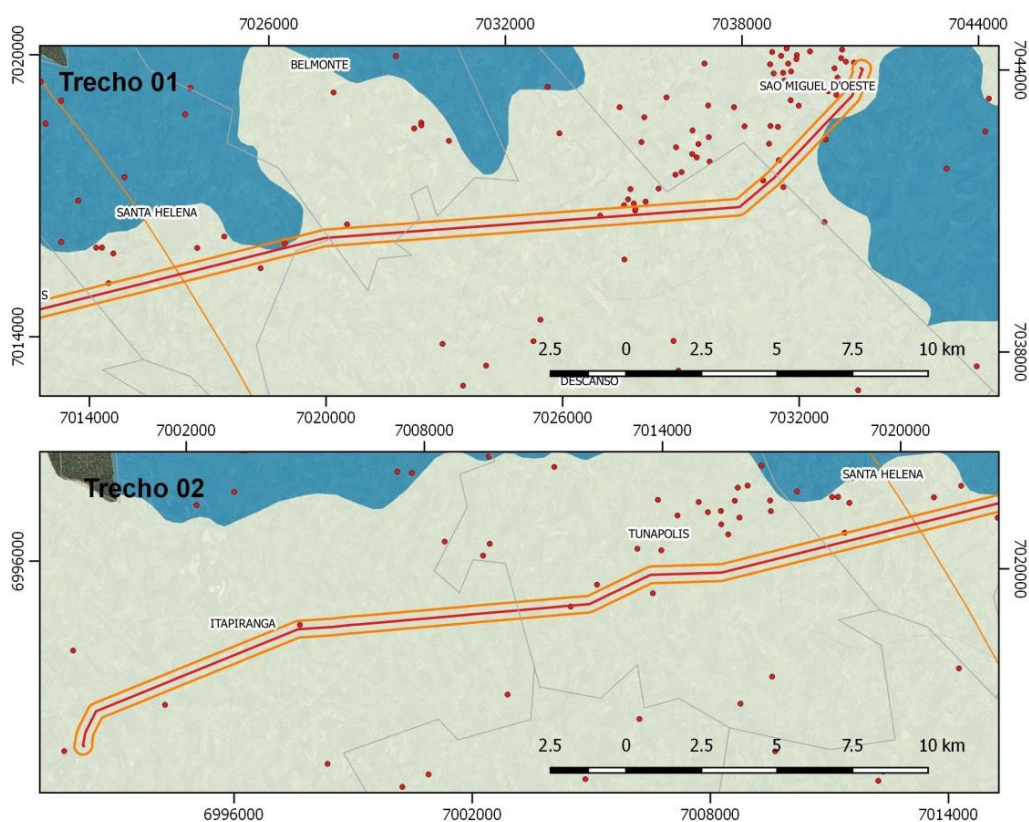 7026000 7032000 7038000 7044000
7020000
7044000
Trecho 01
BELMONTE
SAO MIGUEL D'OESTE
SANTA HELENA
S
7014000
7038000
2.5 0 2.5 5 7.5 10 km
DESCANSO
7014000 7020000 7026000 7032000
7002000 7008000 7014000 7020000
Trecho 02
SANTA HELENA
TUNAPOLIS
6996000
7020000
ITAPIRANGA
2.5 0 2.5 5 7.5 10 km
6996000 7002000 7008000 7014000